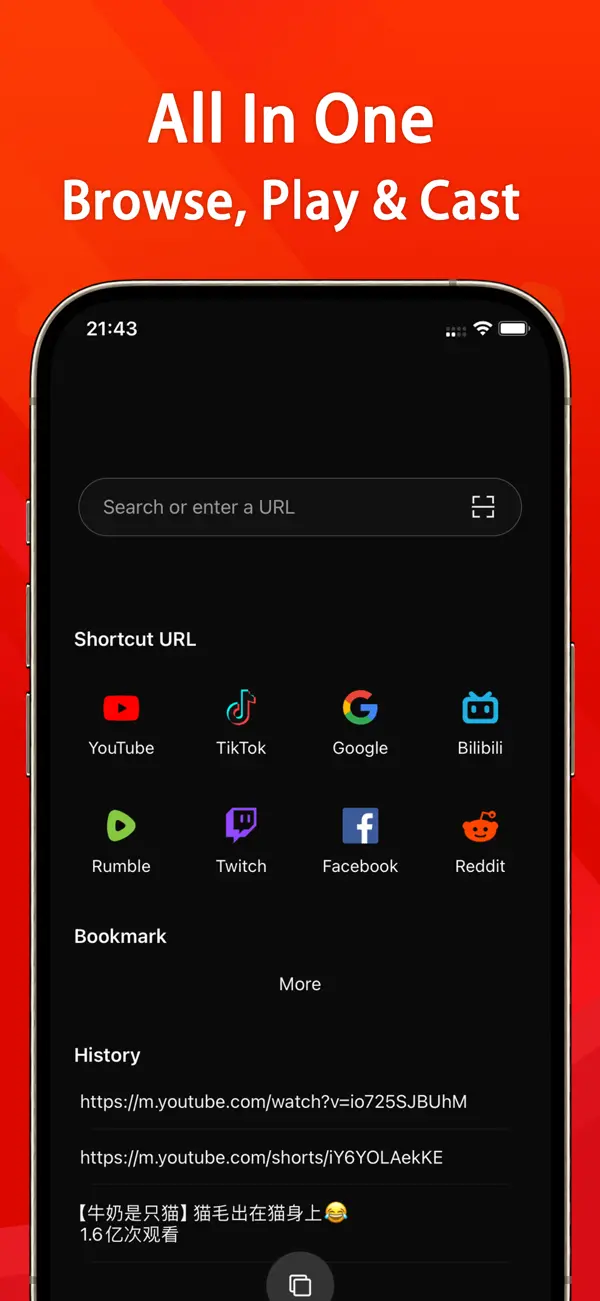 All In One
Browse, Play & Cast
21:43
Search or enter a URL
Shortcut URL
YouTube
TikTok
Google
Bilibili
Rumble
Twitch
Facebook
Reddit
Bookmark
More
History
https://m.youtube.com/watch?v=io725SJBUhM
https://m.youtube.com/shorts/iY6YOLAekKE
【牛奶是只猫】猫毛出在猫身上😂
1.6亿次观看